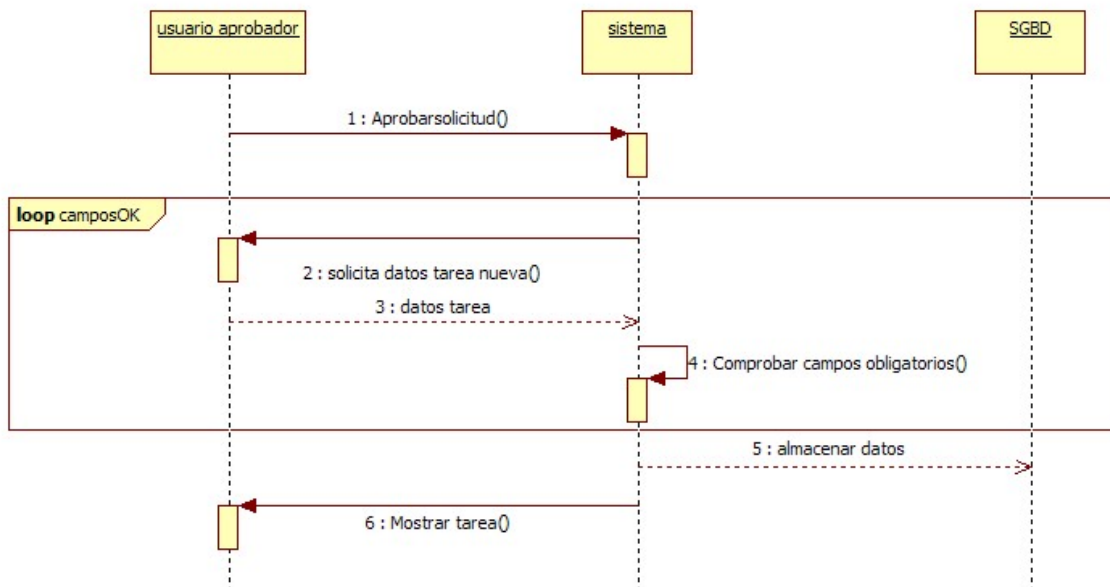 usuario aprobador
sistema
SGBD
1 : Aprobarsolicitud()
loop camposOK
2 : solicita datos tarea nueva()
3 : datos tarea
4 : Comprobar campos obligatorios()
5 : almacenar datos
6 : Mostrar tarea()